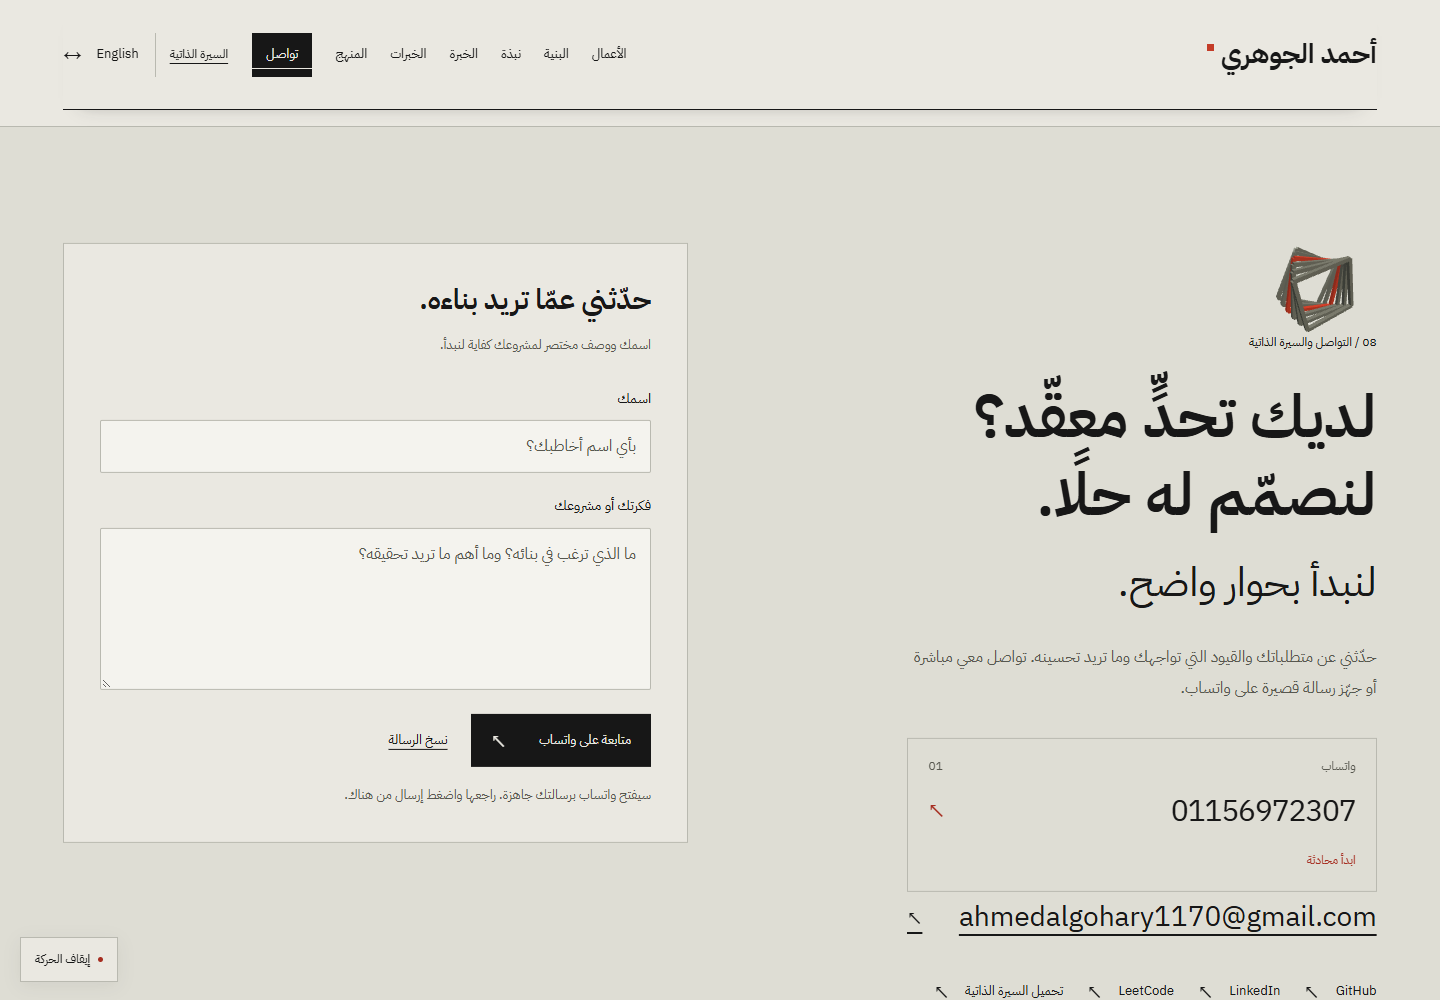 أحمد الجوهري
الأعمال
البنية
نبذة
الخبرة
الخبرات
المنهج
تواصل
السيرة الذاتية
English
08 / التواصل والسيرة الذاتية
لديك تحدٍّ معقّد؟
لنصمّم له حلًا.
لنبدأ بحوار واضح.
حدّثني عن متطلباتك والقيود التي تواجهك وما تريد تحسينه. تواصل معي مباشرة
أو جهّز رسالة قصيرة على واتساب.
واتساب
01
01156972307
ابدأ محادثة
ahmedalgohary1170@gmail.com
GitHub
LinkedIn
LeetCode
تحميل السيرة الذاتية
حدّثني عمّا تريد بناءه.
اسمك ووصف مختصر لمشروعك كفاية لنبدأ.
اسمك
بأي اسم أخاطبك؟
فكرتك أو مشروعك
ما الذي ترغب في بنائه؟ وما أهم ما تريد تحقيقه؟
متابعة على واتساب
نسخ الرسالة
سيفتح واتساب برسالتك جاهزة. راجعها واضغط إرسال من هناك.
إيقاف الحركة